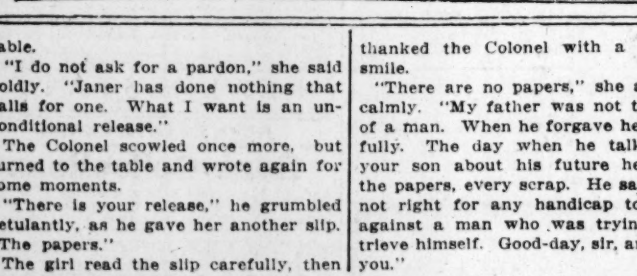 able.
"I do not ask for a pardon," she said
oldly. "Janer has done nothing that
alls for one. What I want is an un-
onditional release."
The Colonel scowled once more, but
urned to the table and wrote again for
ome moments.
"There is your release," he grumbled
etulantly, as he gave her another slip.
"The papers."
The girl read the slip carefully, then
thanked the Colonel with a
smile.
"There are no papers," she a
calmly. "My father was not t
of a man. When he forgave he
fully. The day when he talk
your son about his future he
the papers, every scrap. He sa
not right for any handicap to
against a man who was tryin
trieve himself. Good-day, sir, a
you."